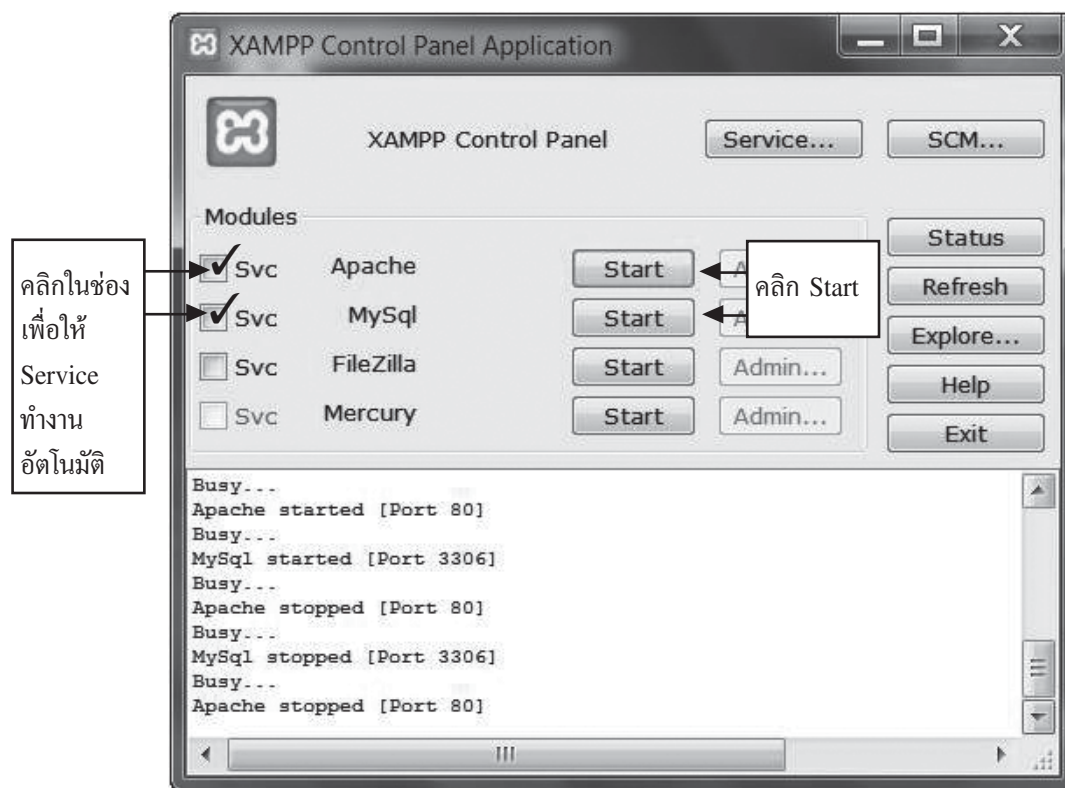 XAMPP Control Panel Application
XAMPP Control Panel
Service...
SCM...
Modules
Svc Apache Start
Svc MySql Start
Svc FileZilla Start Admin...
Svc Mercury Start Admin...
Status
Refresh
Explore...
Help
Exit
คลิกในช่อง
เพื่อให้
Service
ทำงาน
อัตโนมัติ
คลิก Start
Busy...
Apache started [Port 80]
Busy...
MySql started [Port 3306]
Busy...
Apache stopped [Port 80]
Busy...
MySql stopped [Port 3306]
Busy...
Apache stopped [Port 80]